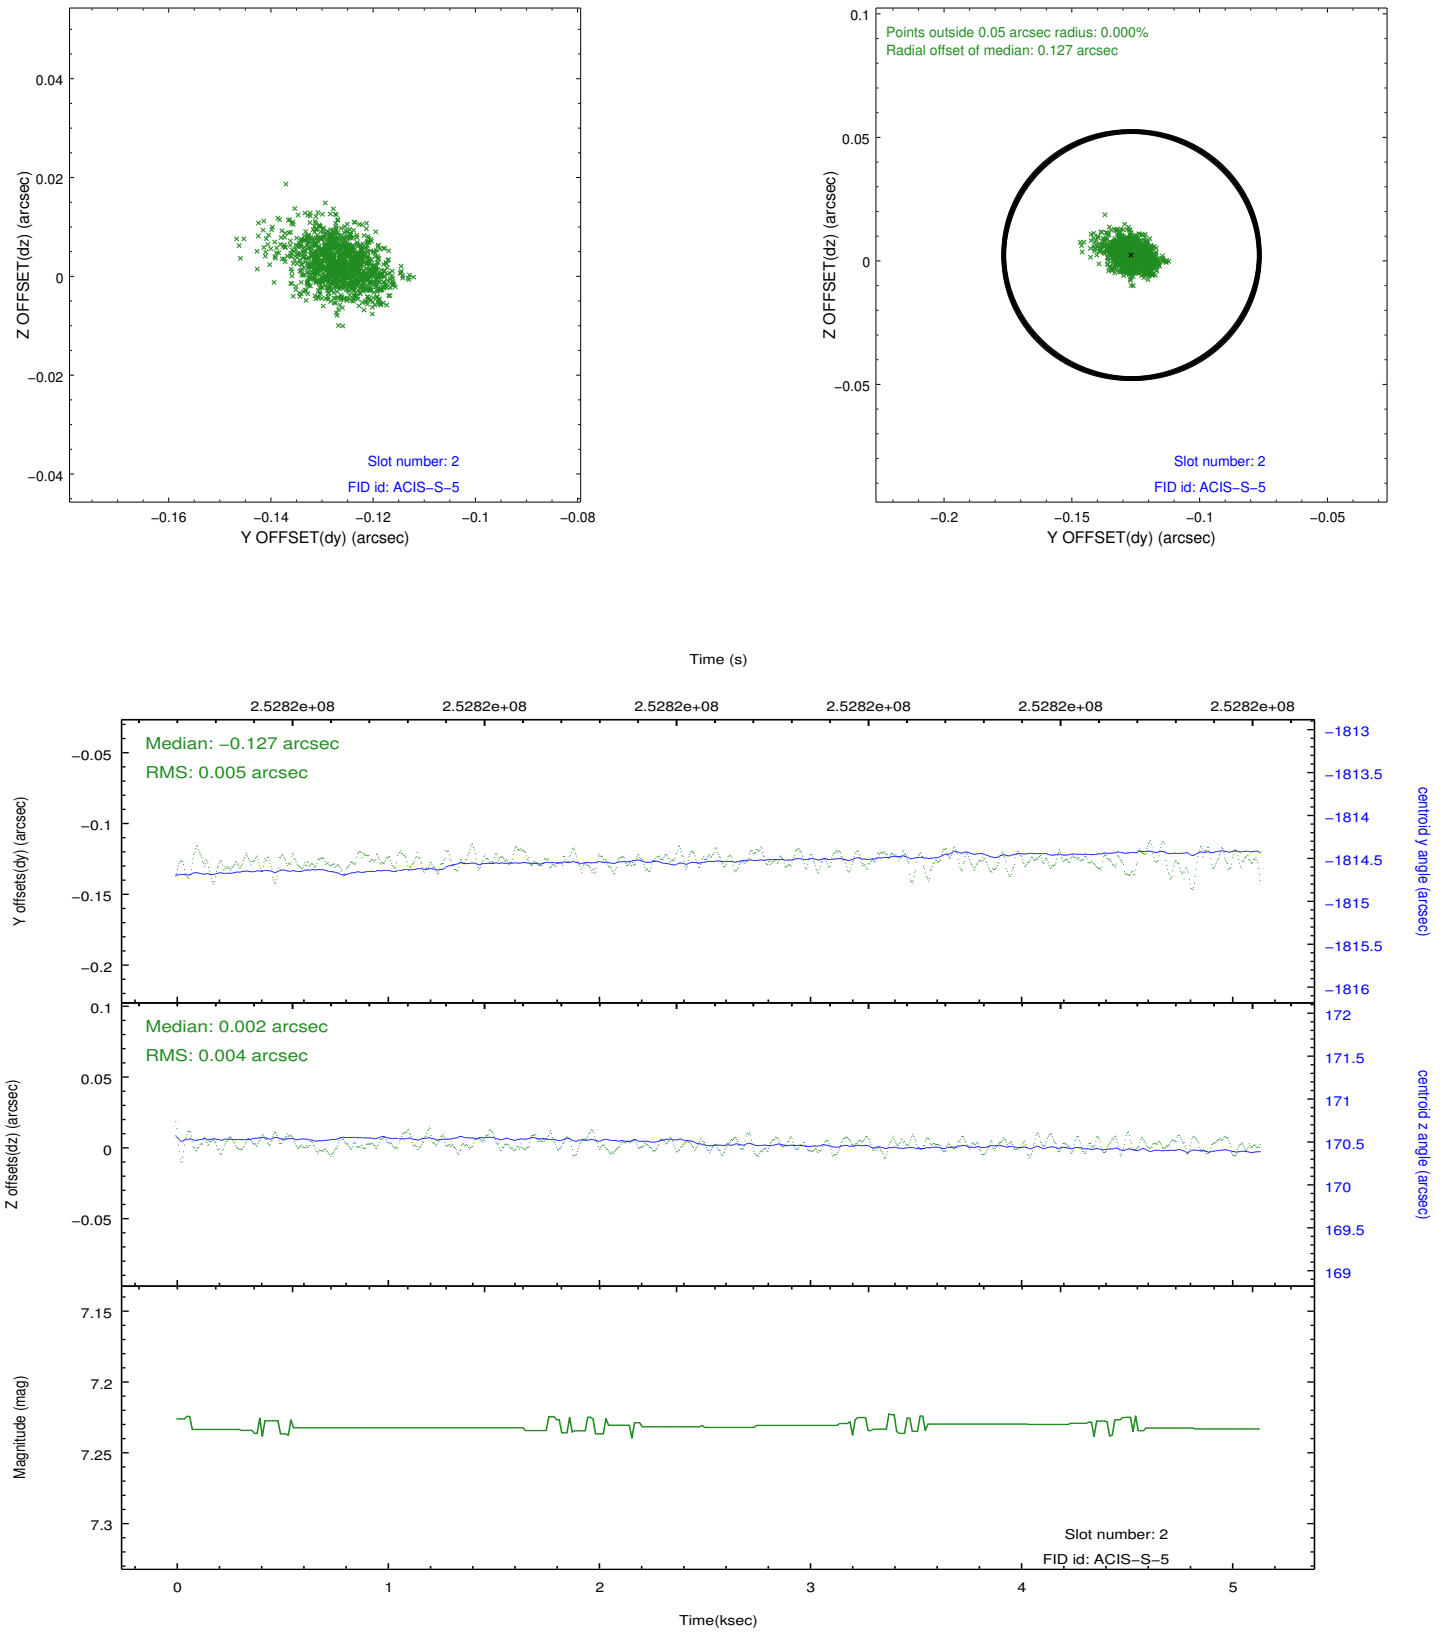 0.04
0.02
0
−0.02
−0.04
Z OFFSET(dz) (arcsec)
Slot number: 2
FID id: ACIS−S−5
−0.16
−0.14
−0.12
−0.1
−0.08
Y OFFSET(dy) (arcsec)
Points outside 0.05 arcsec radius: 0.000%
Radial offset of median: 0.127 arcsec
0.1
0.05
0
−0.05
Z OFFSET(dz) (arcsec)
Slot number: 2
FID id: ACIS−S−5
−0.2
−0.15
−0.1
−0.05
Y OFFSET(dy) (arcsec)
Time (s)
2.5282e+08
2.5282e+08
2.5282e+08
2.5282e+08
2.5282e+08
2.5282e+08
Median: −0.127 arcsec
RMS: 0.005 arcsec
−0.05
−0.1
−0.15
−0.2
Y offsets(dy) (arcsec)
−1813
−1813.5
−1814
−1814.5
−1815
−1815.5
−1816
centroid y angle (arcsec)
Median: 0.002 arcsec
RMS: 0.004 arcsec
0.1
0.05
0
−0.05
Z offsets(dz) (arcsec)
172
171.5
171
170.5
170
169.5
169
centroid z angle (arcsec)
7.15
7.2
7.25
7.3
Magnitude (mag)
Slot number: 2
FID id: ACIS−S−5
0
1
2
3
4
5
Time(ksec)